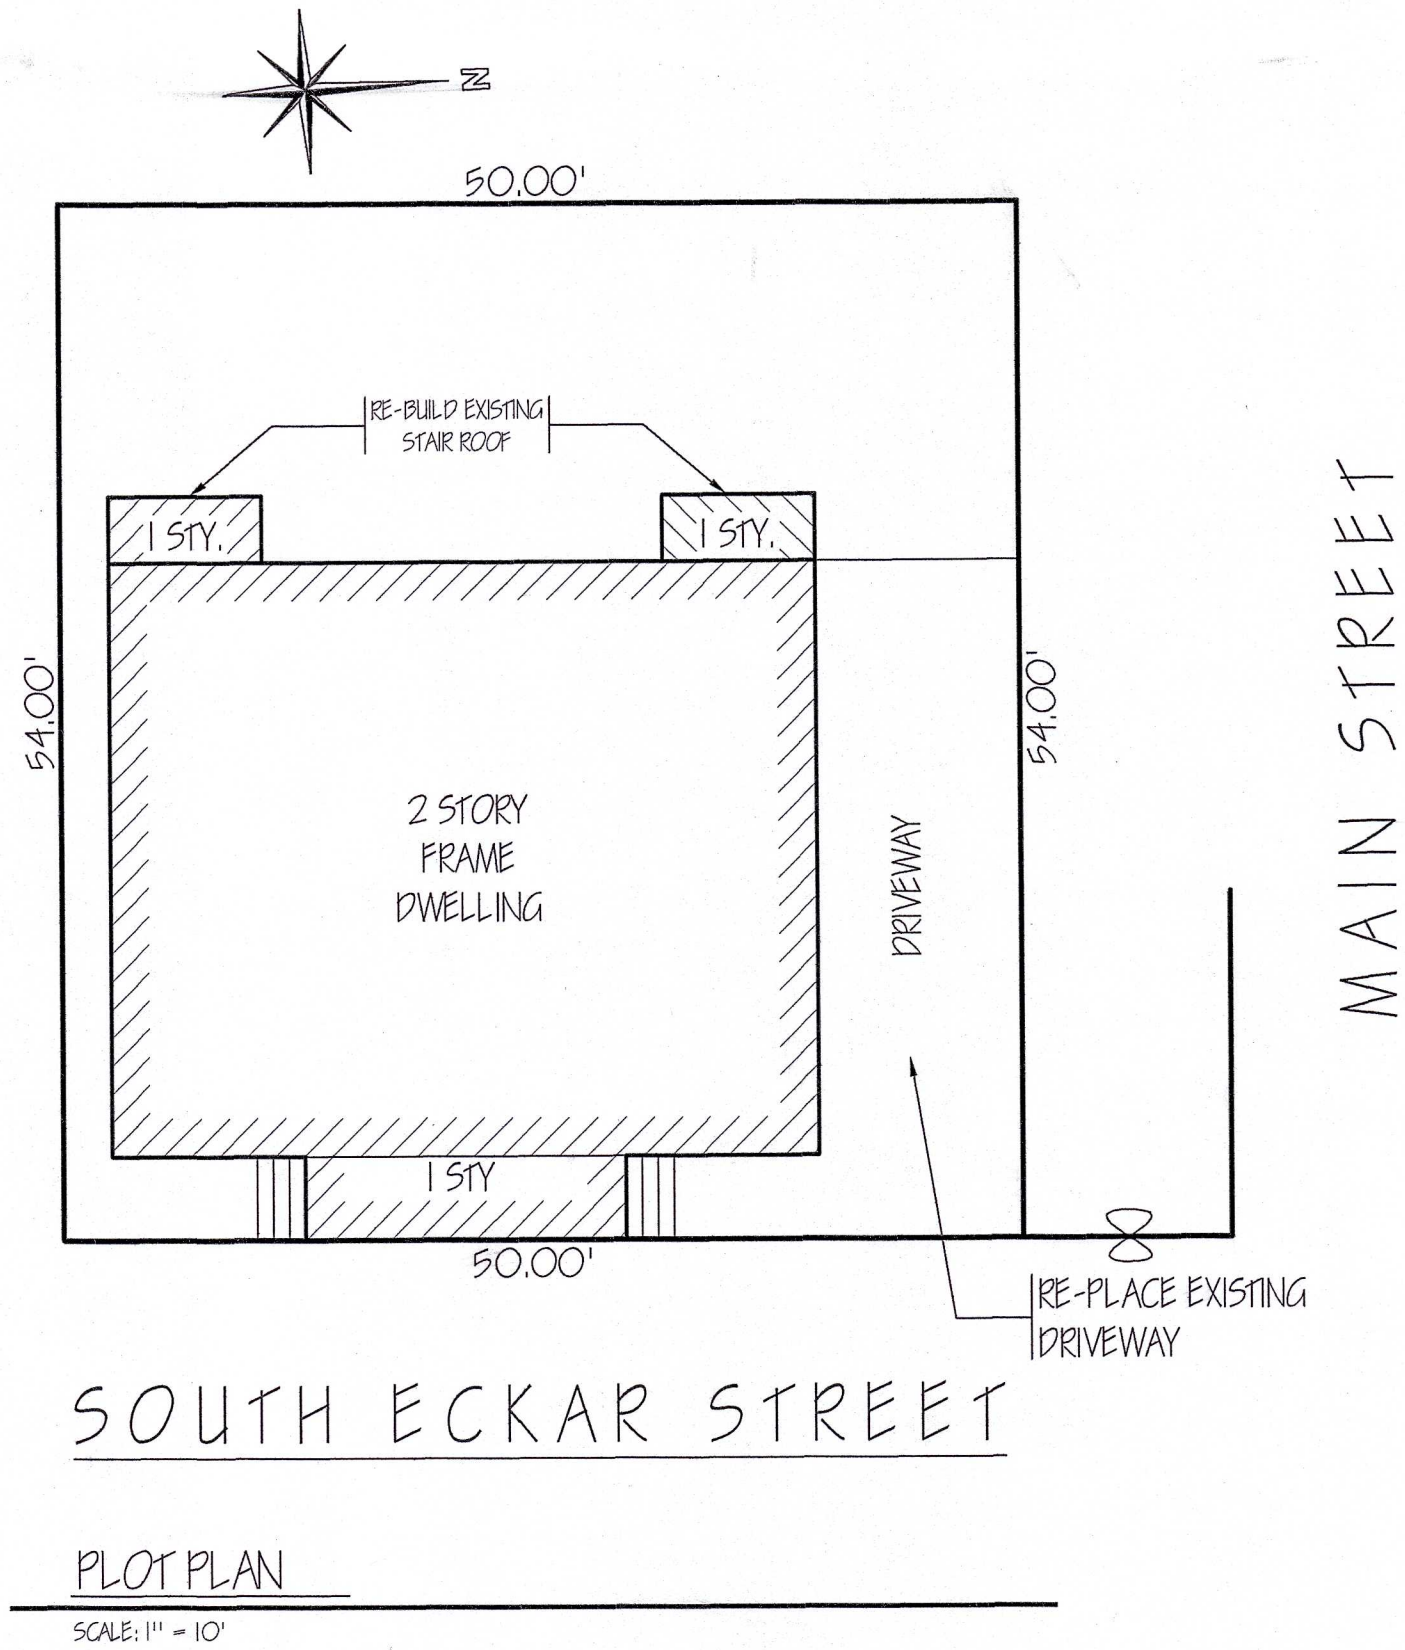 N
50.00'
RE-BUILD EXISTING
STAIR ROOF
1 STY.
1 STY.
54.00'
54.00'
2 STORY
FRAME
DWELLING
DRIVEWAY
MAIN STREET
1 STY
50.00'
RE-PLACE EXISTING
DRIVEWAY
SOUTH ECKAR STREET
PLOT PLAN
SCALE: 1" = 10'